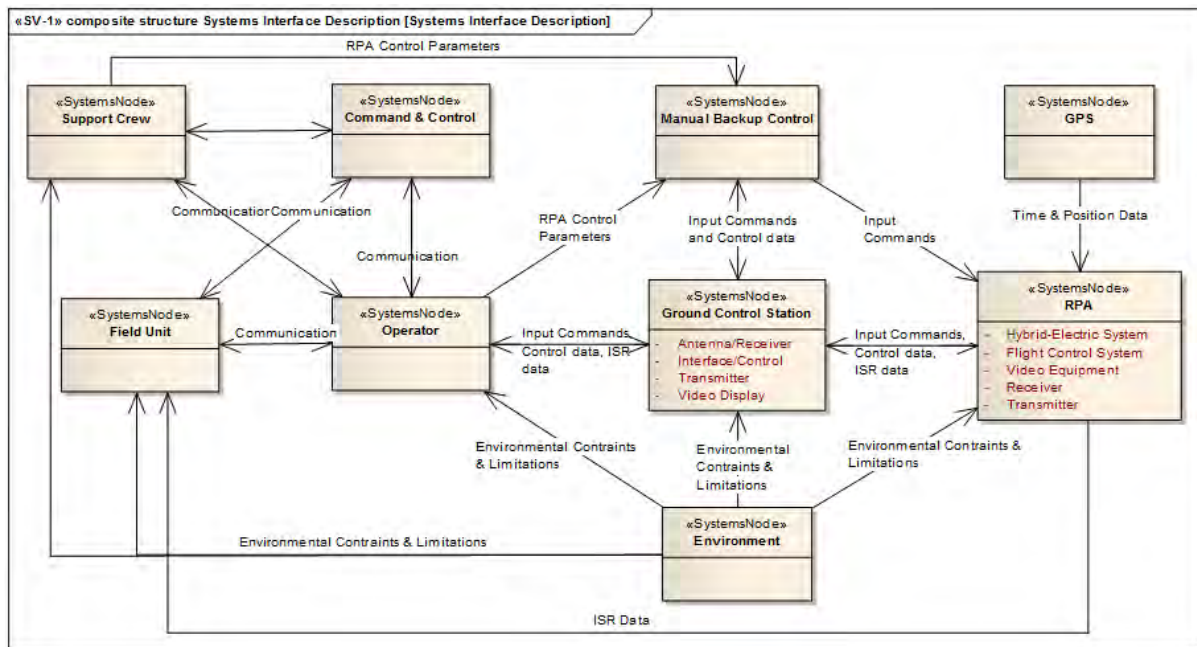 «SV-1» composite structure Systems Interface Description [Systems Interface Description]
RPA Control Parameters
«SystemsNode»
Support Crew
«SystemsNode»
Command & Control
«SystemsNode»
Manual Backup Control
«SystemsNode»
GPS
Communication
Communication
Communication
RPA Control
Parameters
Input Commands
and Control data
Input
Commands
Time & Position Data
«SystemsNode»
Field Unit
Communication
«SystemsNode»
Operator
Input Commands,
Control data, ISR
data
«SystemsNode»
Ground Control Station
- Antenna/Receiver
- Interface/Control
- Transmitter
- Video Display
Input Commands,
Control data,
ISR data
«SystemsNode»
RPA
- Hybrid-Electric System
- Flight Control System
- Video Equipment
- Receiver
- Transmitter
Environmental Contraints
& Limitations
Environmental
Contraints &
Limitations
Environmental Contraints &
Limitations
«SystemsNode»
Environment
Environmental Contraints & Limitations
ISR Data